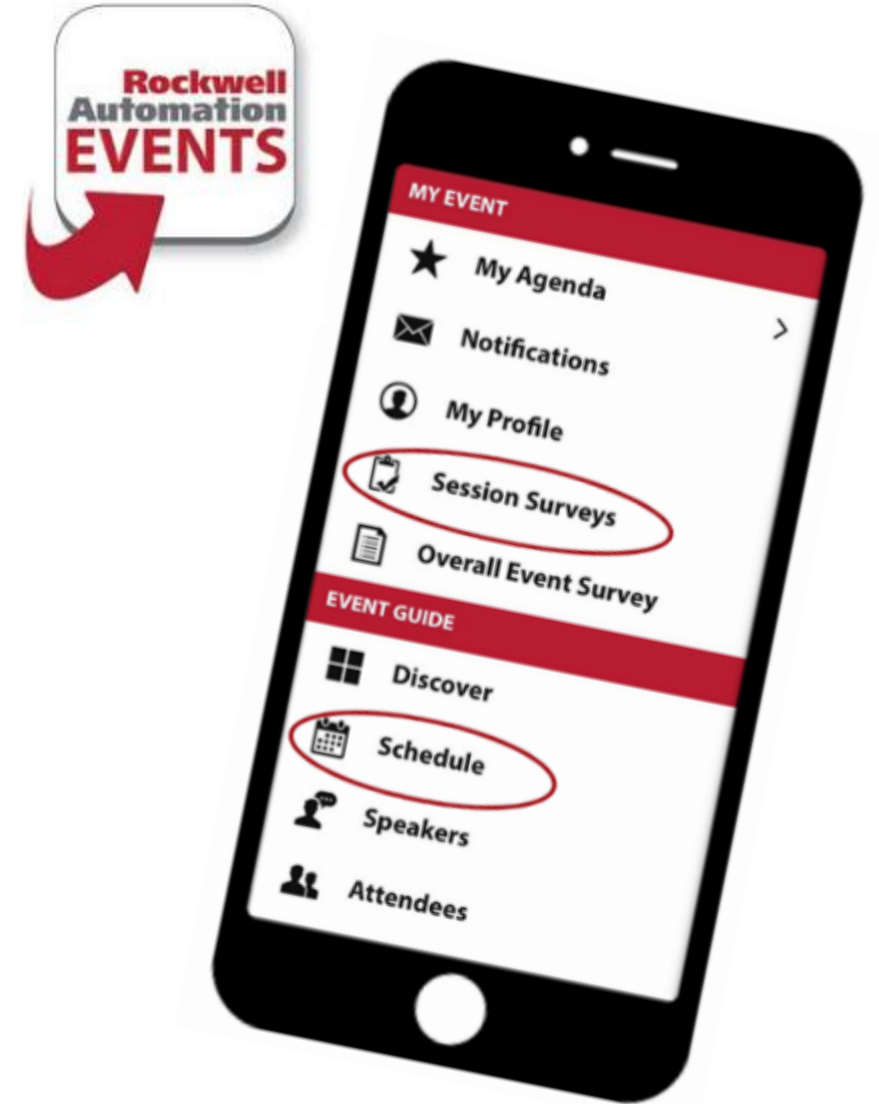 Rockwell
Automation
EVENTS
MY EVENT
My Agenda
Notifications
My Profile
Session Surveys
Overall Event Survey
EVENT GUIDE
Discover
Schedule
Speakers
Attendees